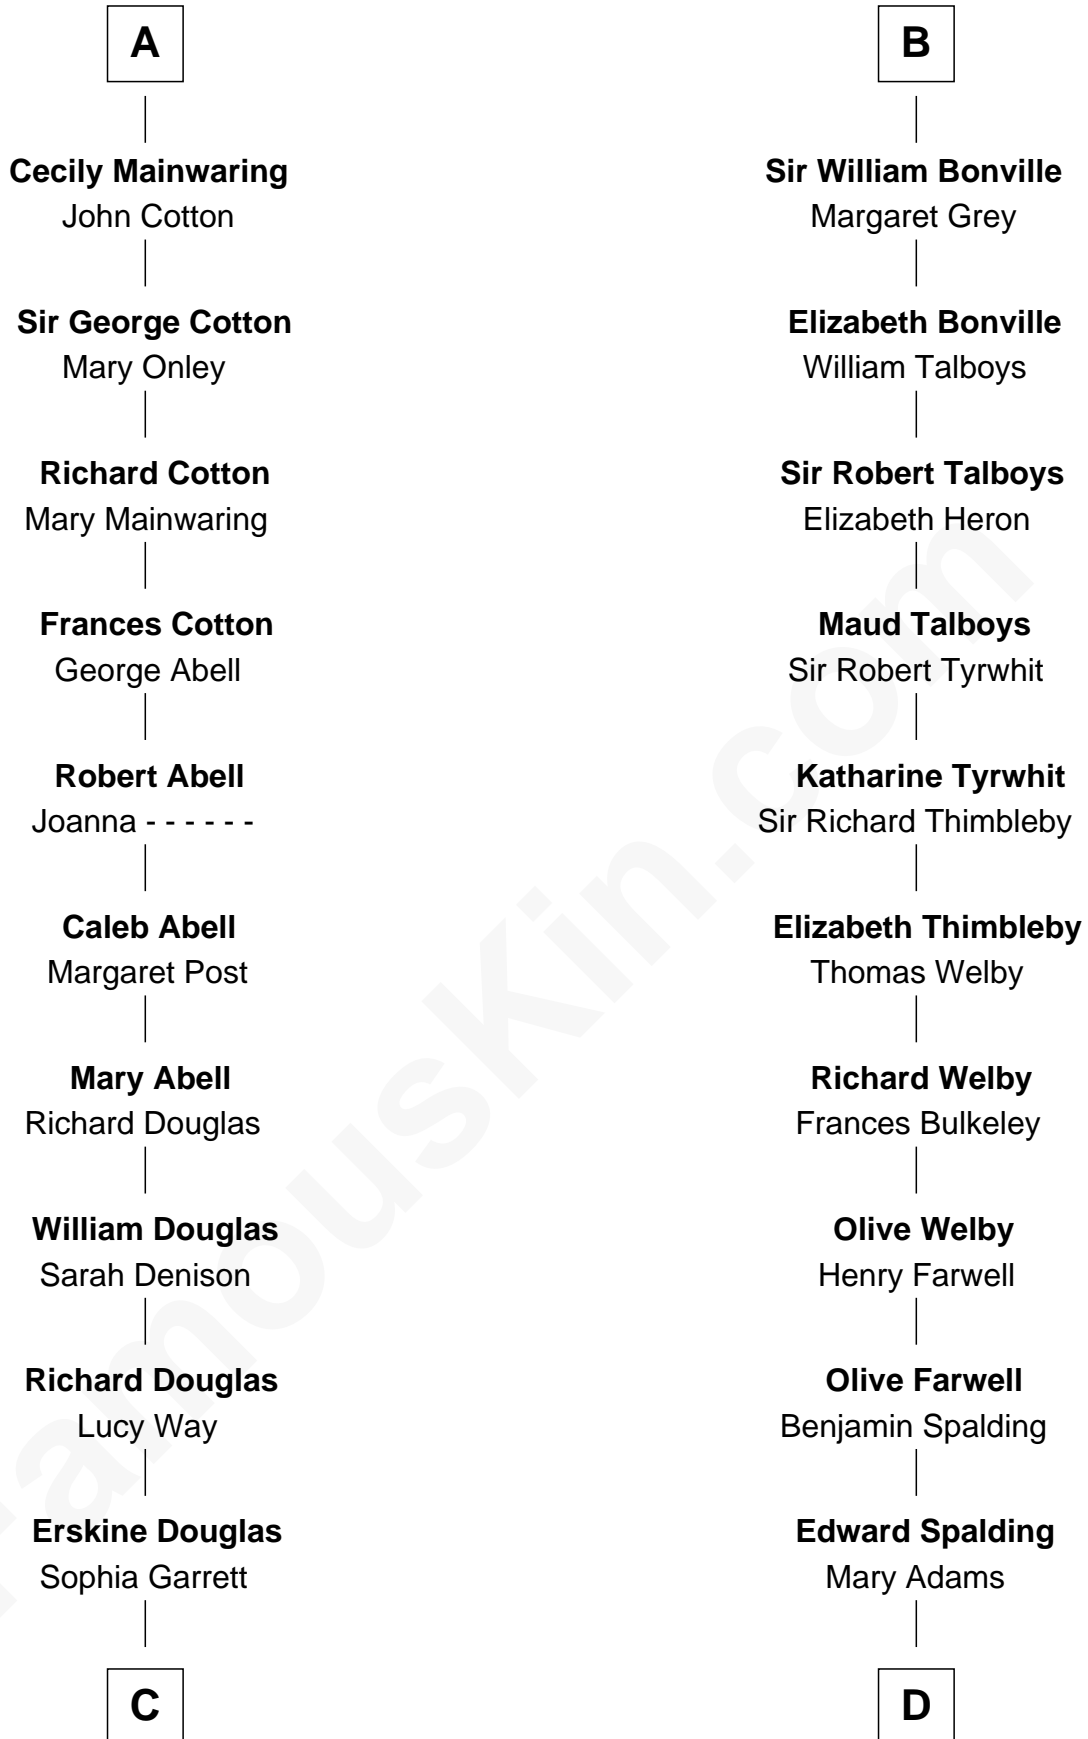 A
Cecily Mainwaring
John Cotton
Sir George Cotton
Mary Onley
Richard Cotton
Mary Mainwaring
Frances Cotton
George Abell
Robert Abell
Joanna - - - - - -
Caleb Abell
Margaret Post
Mary Abell
Richard Douglas
William Douglas
Sarah Denison
Richard Douglas
Lucy Way
Erskine Douglas
Sophia Garrett
C
B
Sir William Bonville
Margaret Grey
Elizabeth Bonville
William Talboys
Sir Robert Talboys
Elizabeth Heron
Maud Talboys
Sir Robert Tyrwhit
Katharine Tyrwhit
Sir Richard Thimbleby
Elizabeth Thimbleby
Thomas Welby
Richard Welby
Frances Bulkeley
Olive Welby
Henry Farwell
Olive Farwell
Benjamin Spalding
Edward Spalding
Mary Adams
D
FamousKin.com